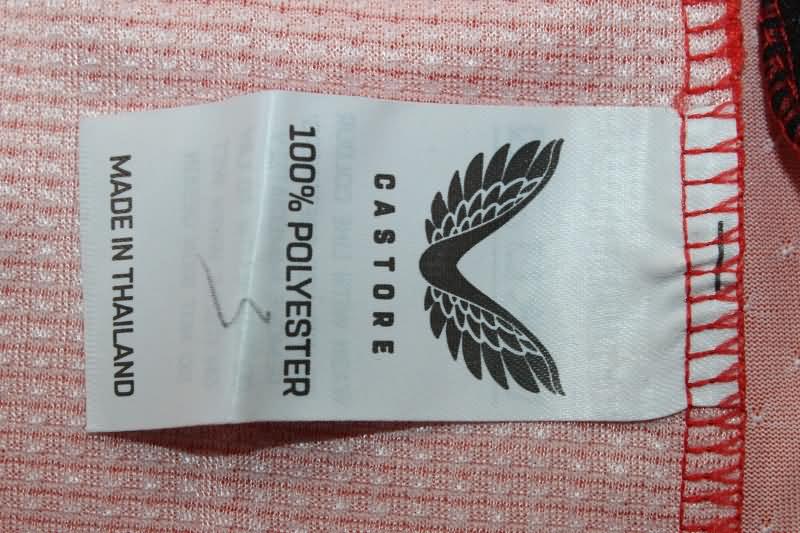 CASTORE
100% POLYESTER
MADE IN THAILAND